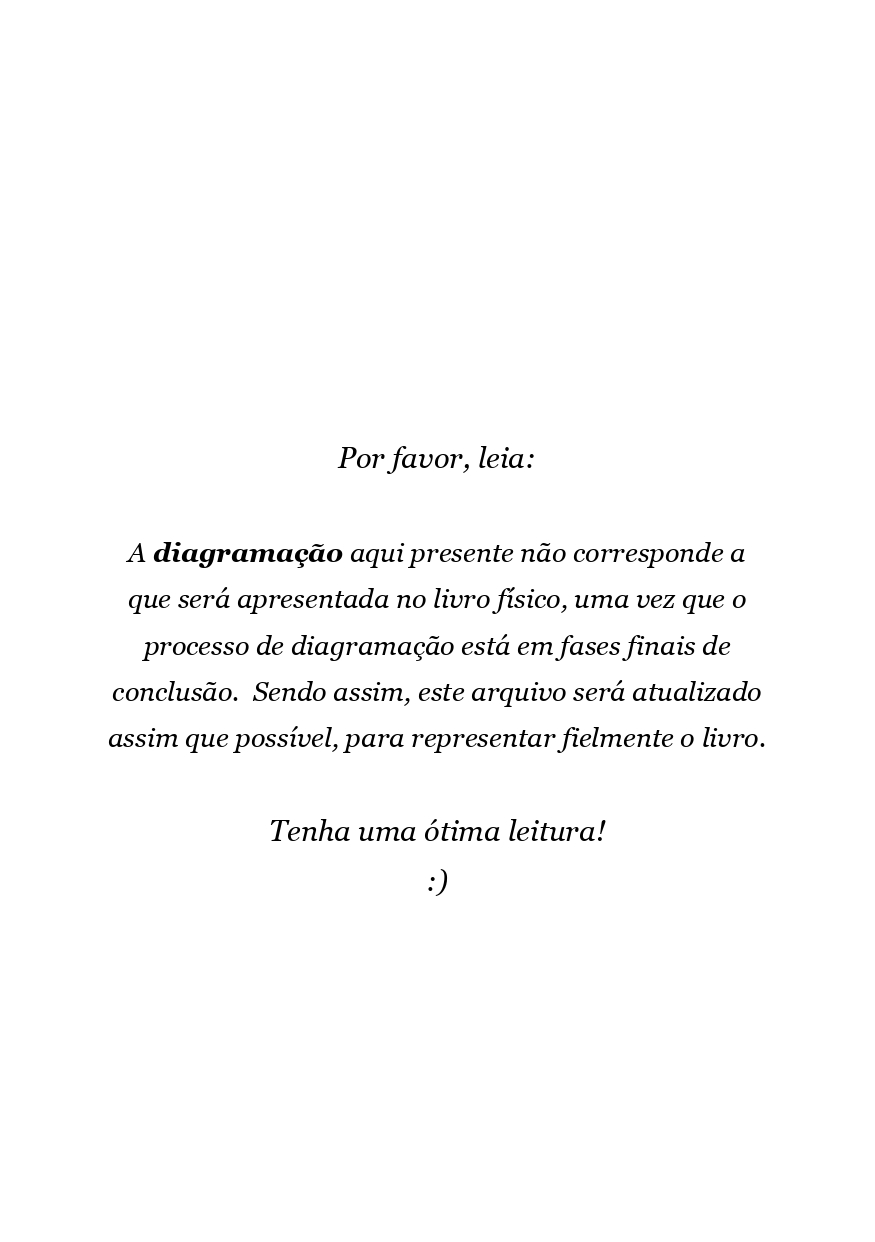 Por favor, leia:
A diagramação aqui presente não corresponde a
que será apresentada no livro físico, uma vez que o
processo de diagramação está em fases finais de
conclusão.  Sendo assim, este arquivo será atualizado
assim que possível, para representar fielmente o livro.
Tenha uma ótima leitura!
:)